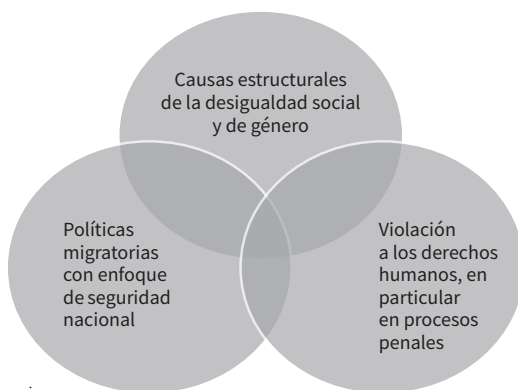 Causas estructurales
de la desigualdad social
y de género
Políticas
migratorias
con enfoque
de seguridad
nacional
Violación
a los derechos
humanos, en
particular
en procesos
penales